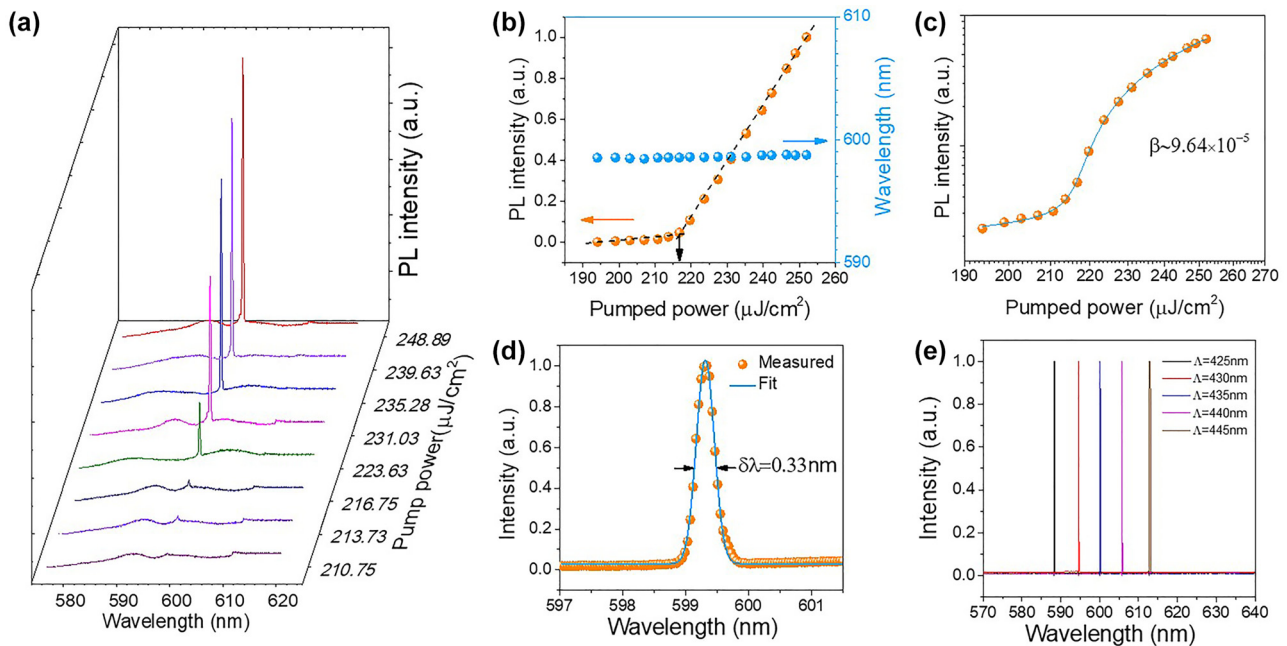 (a)
PL intensity (a.u.)
248.89
239.63
235.28
231.03
223.63
216.75
213.73
210.75
Pump power(μJ/cm²)
580 590 600 610
Wavelength (nm)
(b)
1.0
0.8
0.6
0.4
0.2
0.0
PL intensity (a.u.)
610
600
590
Wavelength (nm)
190 200 210 220 230 240 250 260
Pumped power (μJ/cm²)
(c)
PL intensity (a.u.)
β~9.64×10⁻⁵
190 200 210 220 230 240 250 260 270
Pumped power (μJ/cm²)
(d)
1.0
0.8
0.6
0.4
0.2
0.0
Intensity (a.u.)
Measured
Fit
δλ=0.33nm
597 598 599 600 601
Wavelength (nm)
(e)
1.0
0.8
0.6
0.4
0.2
0.0
Intensity (a.u.)
Λ=425nm
Λ=430nm
Λ=435nm
Λ=440nm
Λ=445nm
570 580 590 600 610 620 630 640
Wavelength (nm)